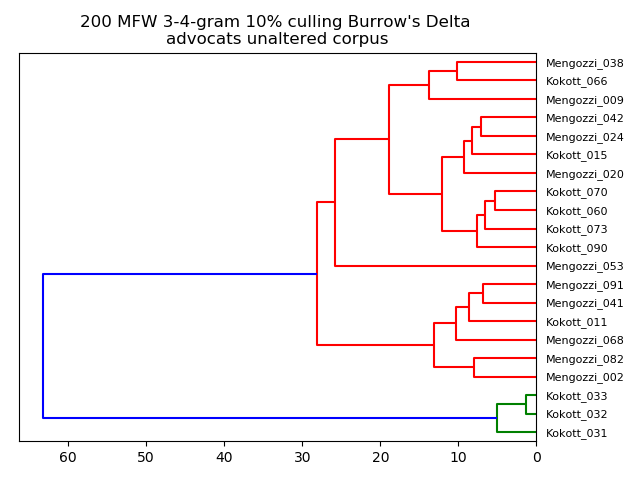 200 MFW 3-4-gram 10% culling Burrow's Delta
advocats unaltered corpus
Mengozzi_038
Kokott_066
Mengozzi_009
Mengozzi_042
Mengozzi_024
Kokott_015
Mengozzi_020
Kokott_070
Kokott_060
Kokott_073
Kokott_090
Mengozzi_053
Mengozzi_091
Mengozzi_041
Kokott_011
Mengozzi_068
Mengozzi_082
Mengozzi_002
Kokott_033
Kokott_032
Kokott_031
60 50 40 30 20 10 0